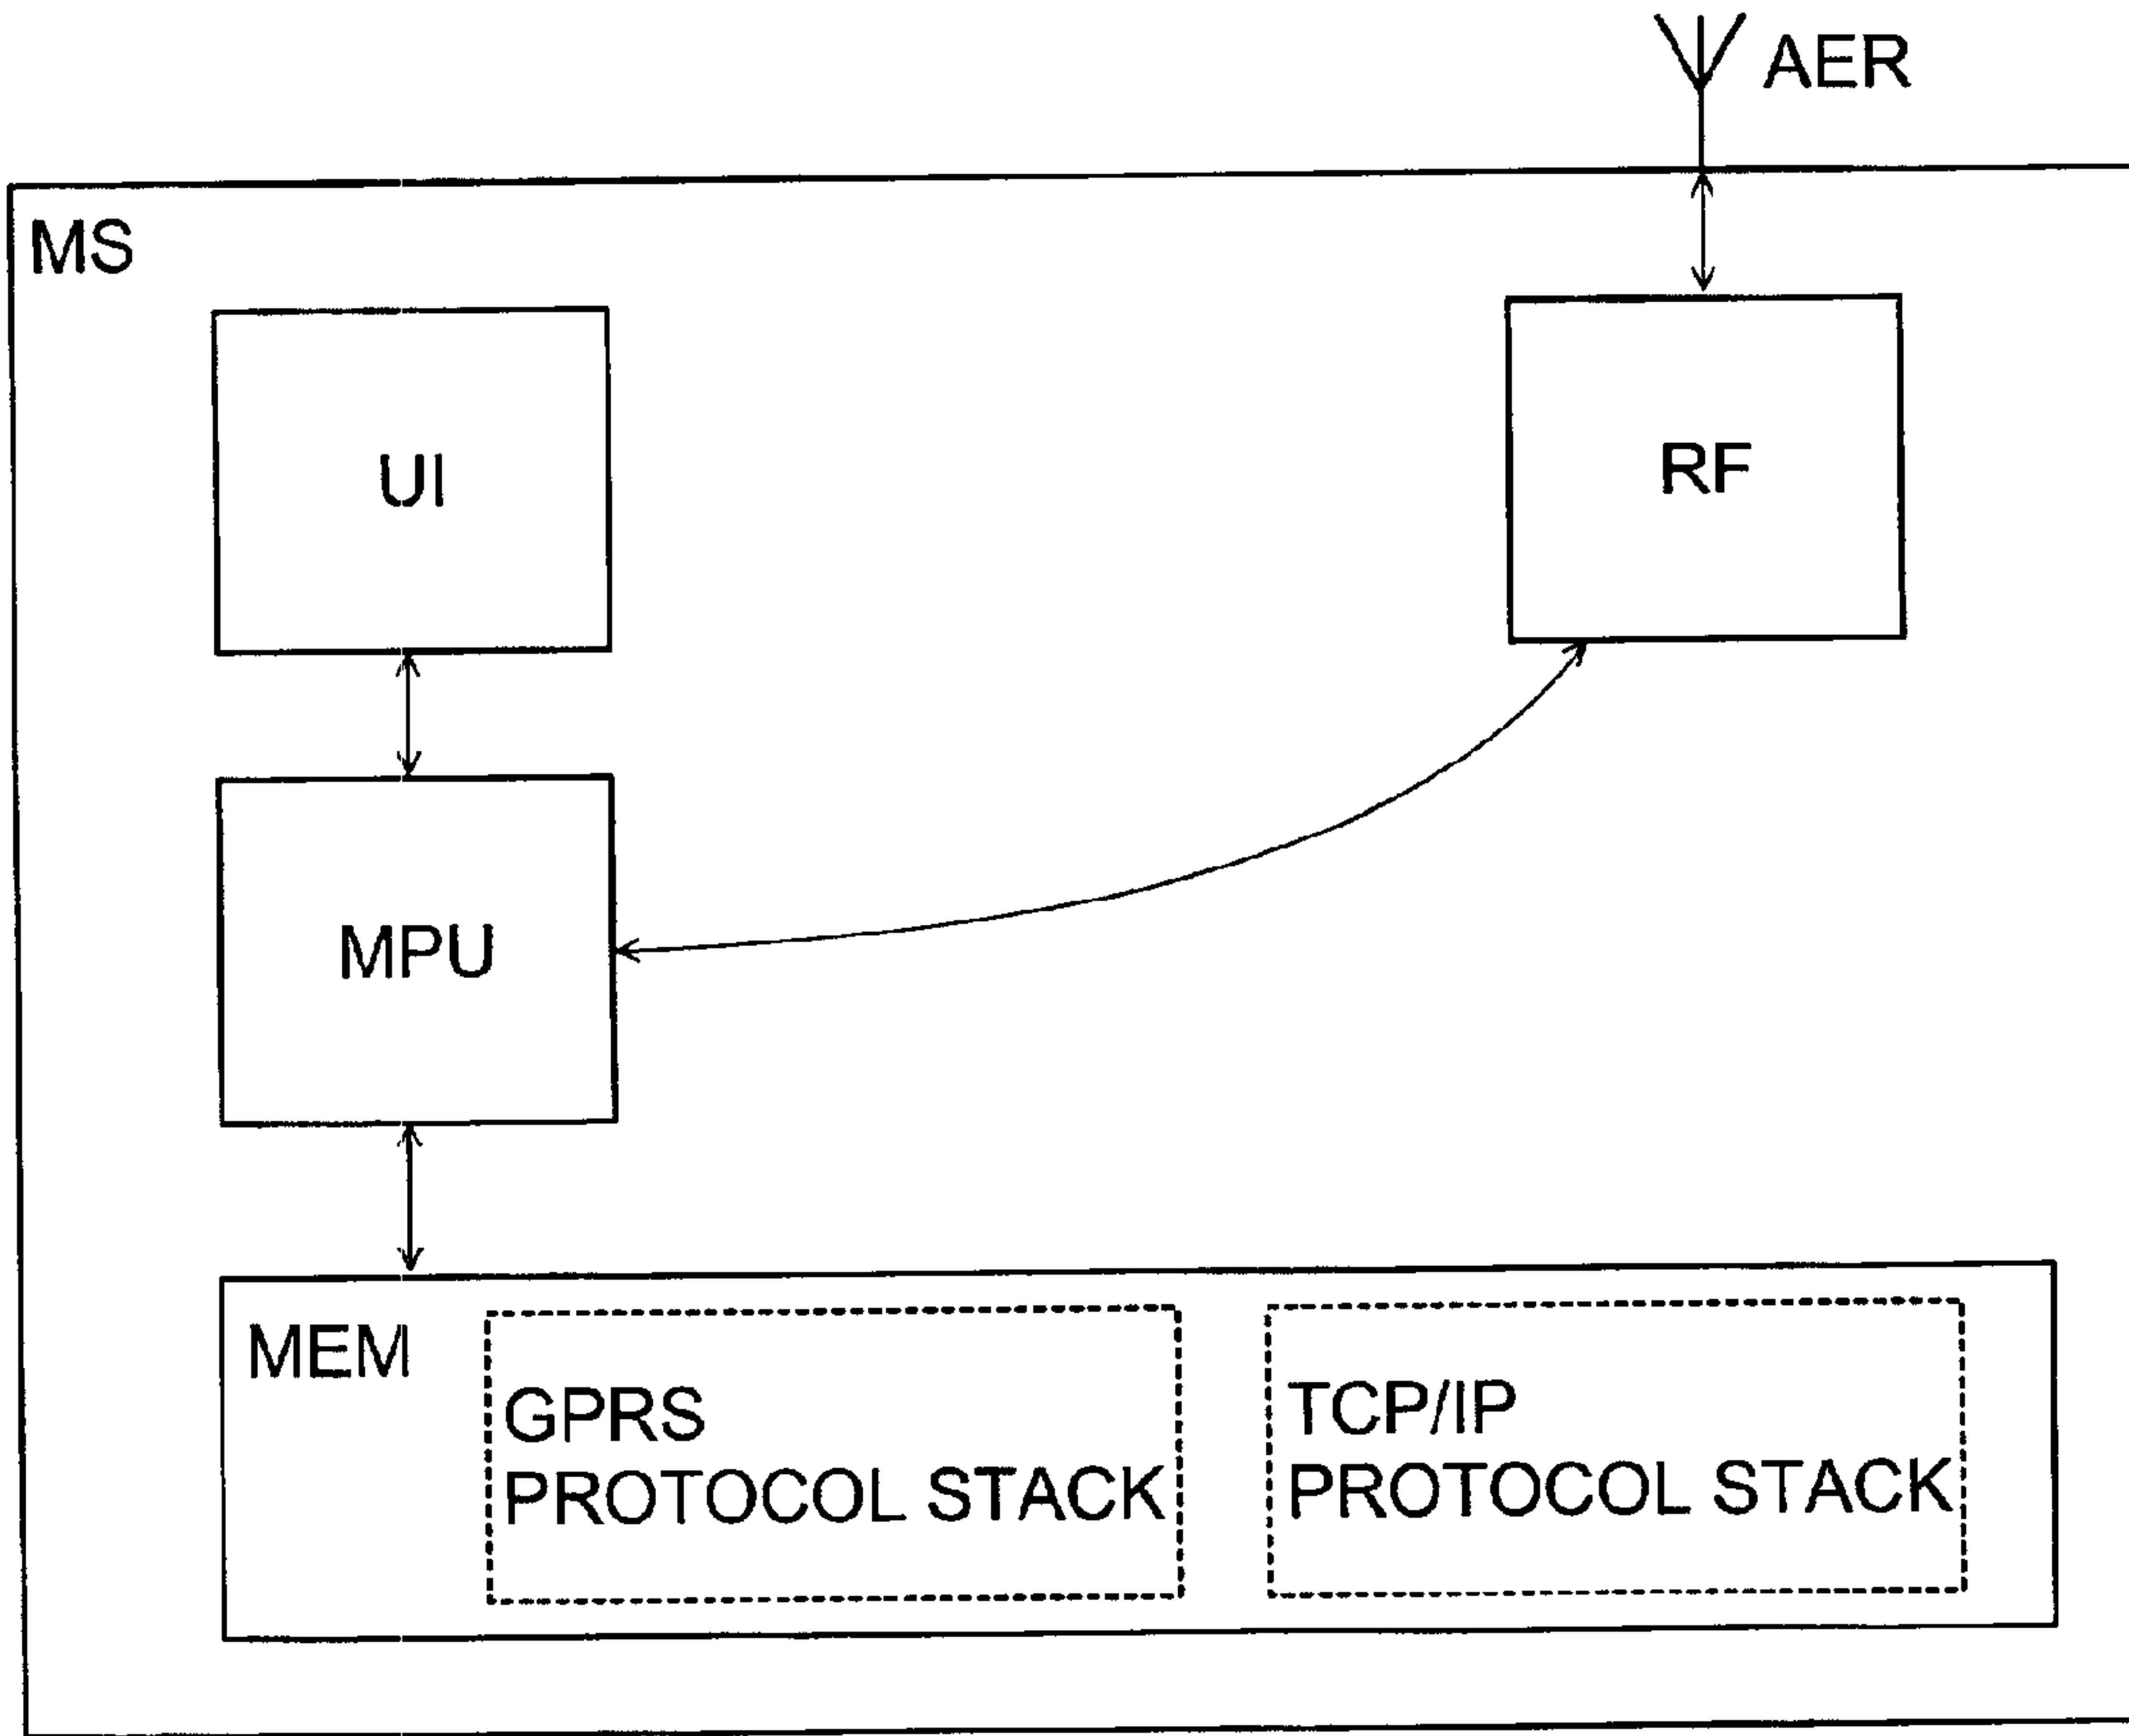 AER
MS
UI
RF
MPU
MEM
GPRS
PROTOCOL STACK
TCP/IP
PROTOCOL STACK